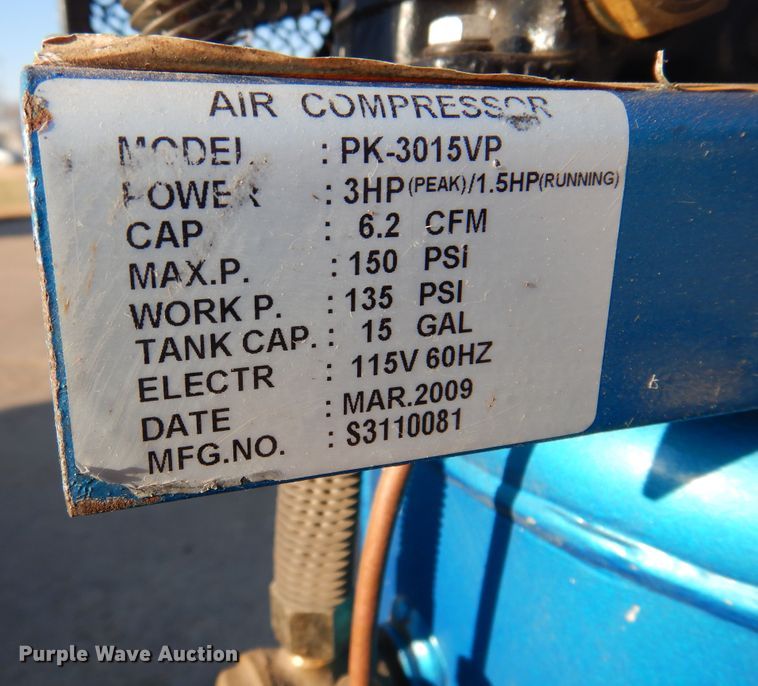 AIR COMPRESSOR
MODEL : PK-3015VP
POWER : 3HP(PEAK)/1.5HP(RUNNING)
CAP : 6.2 CFM
MAX.P. : 150 PSi
WORK P. : 135 PSI
TANK CAP. : 15 GAL
ELECTR : 115V 60HZ
DATE : MAR.2009
MFG.NO. : S3110081
Purple Wave Auction